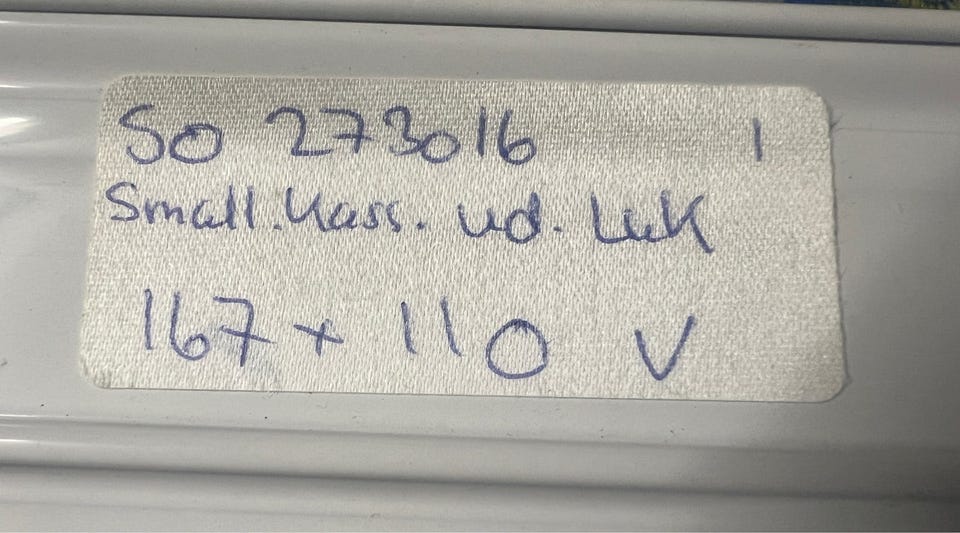 SO 273016 1
Small.Kass. ud. Luk
167 + 110 V